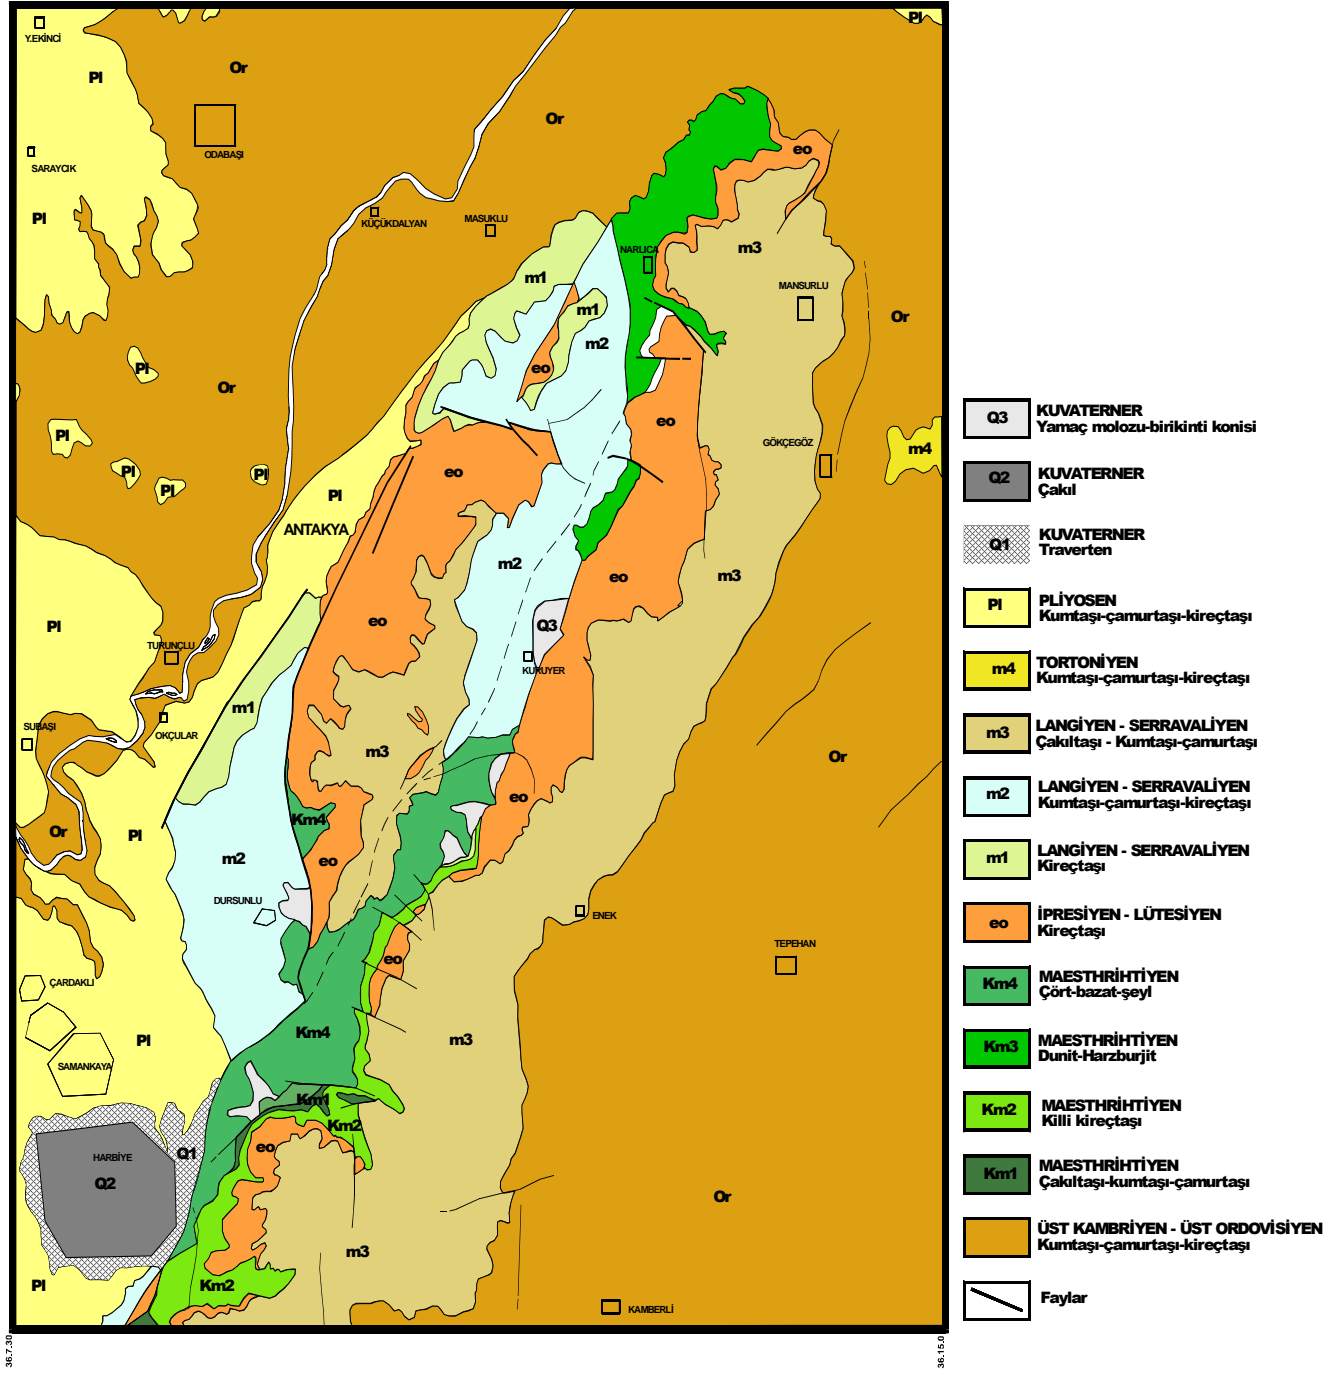 Pl
Y.EKİNCİ
Pl
Or
Or
ODABAŞI
eo
SARAYCIK
Pl
KÜÇÜKDALYAN
MASUKLU
NARLICA
m3
m1
MANSURLU
m1
Or
m2
Pl
eo
Or
eo
Pl
GÖKÇEGÖZ
m4
Pl
Pl
Pl
eo
Pl
ANTAKYA
m2
eo
m3
Pl
eo
Q3
TURUNÇLU
KURUYER
m1
SUBAŞI
OKÇULAR
m3
Or
eo
Km4
Or
Pl
m2
eo
DURSUNLU
ENEK
TEPEHAN
eo
ÇARDAKLI
Km4
Pl
m3
SAMANKAYA
Km1
Km2
eo
HARBİYE
Q1
Q2
Or
m3
Pl
Km2
KAMBERLİ
36.7.30
36.15.0
Q3
KUVATERNER
Yamaç molozu-birikinti konisi
Q2
KUVATERNER
Çakıl
Q1
KUVATERNER
Traverten
Pl
PLİYOSEN
Kumtaşı-çamurtaşı-kireçtaşı
m4
TORTONİYEN
Kumtaşı-çamurtaşı-kireçtaşı
m3
LANGİYEN - SERRAVALİYEN
Çakıltaşı - Kumtaşı-çamurtaşı
m2
LANGİYEN - SERRAVALİYEN
Kumtaşı-çamurtaşı-kireçtaşı
m1
LANGİYEN - SERRAVALİYEN
Kireçtaşı
eo
İPRESİYEN - LÜTESİYEN
Kireçtaşı
Km4
MAESTHRİHTİYEN
Çört-bazat-şeyl
Km3
MAESTHRİHTİYEN
Dunit-Harzburjit
Km2
MAESTHRİHTİYEN
Killi kireçtaşı
Km1
MAESTHRİHTİYEN
Çakıltaşı-kumtaşı-çamurtaşı
Or
ÜST KAMBRİYEN - ÜST ORDOVİSİYEN
Kumtaşı-çamurtaşı-kireçtaşı
Faylar